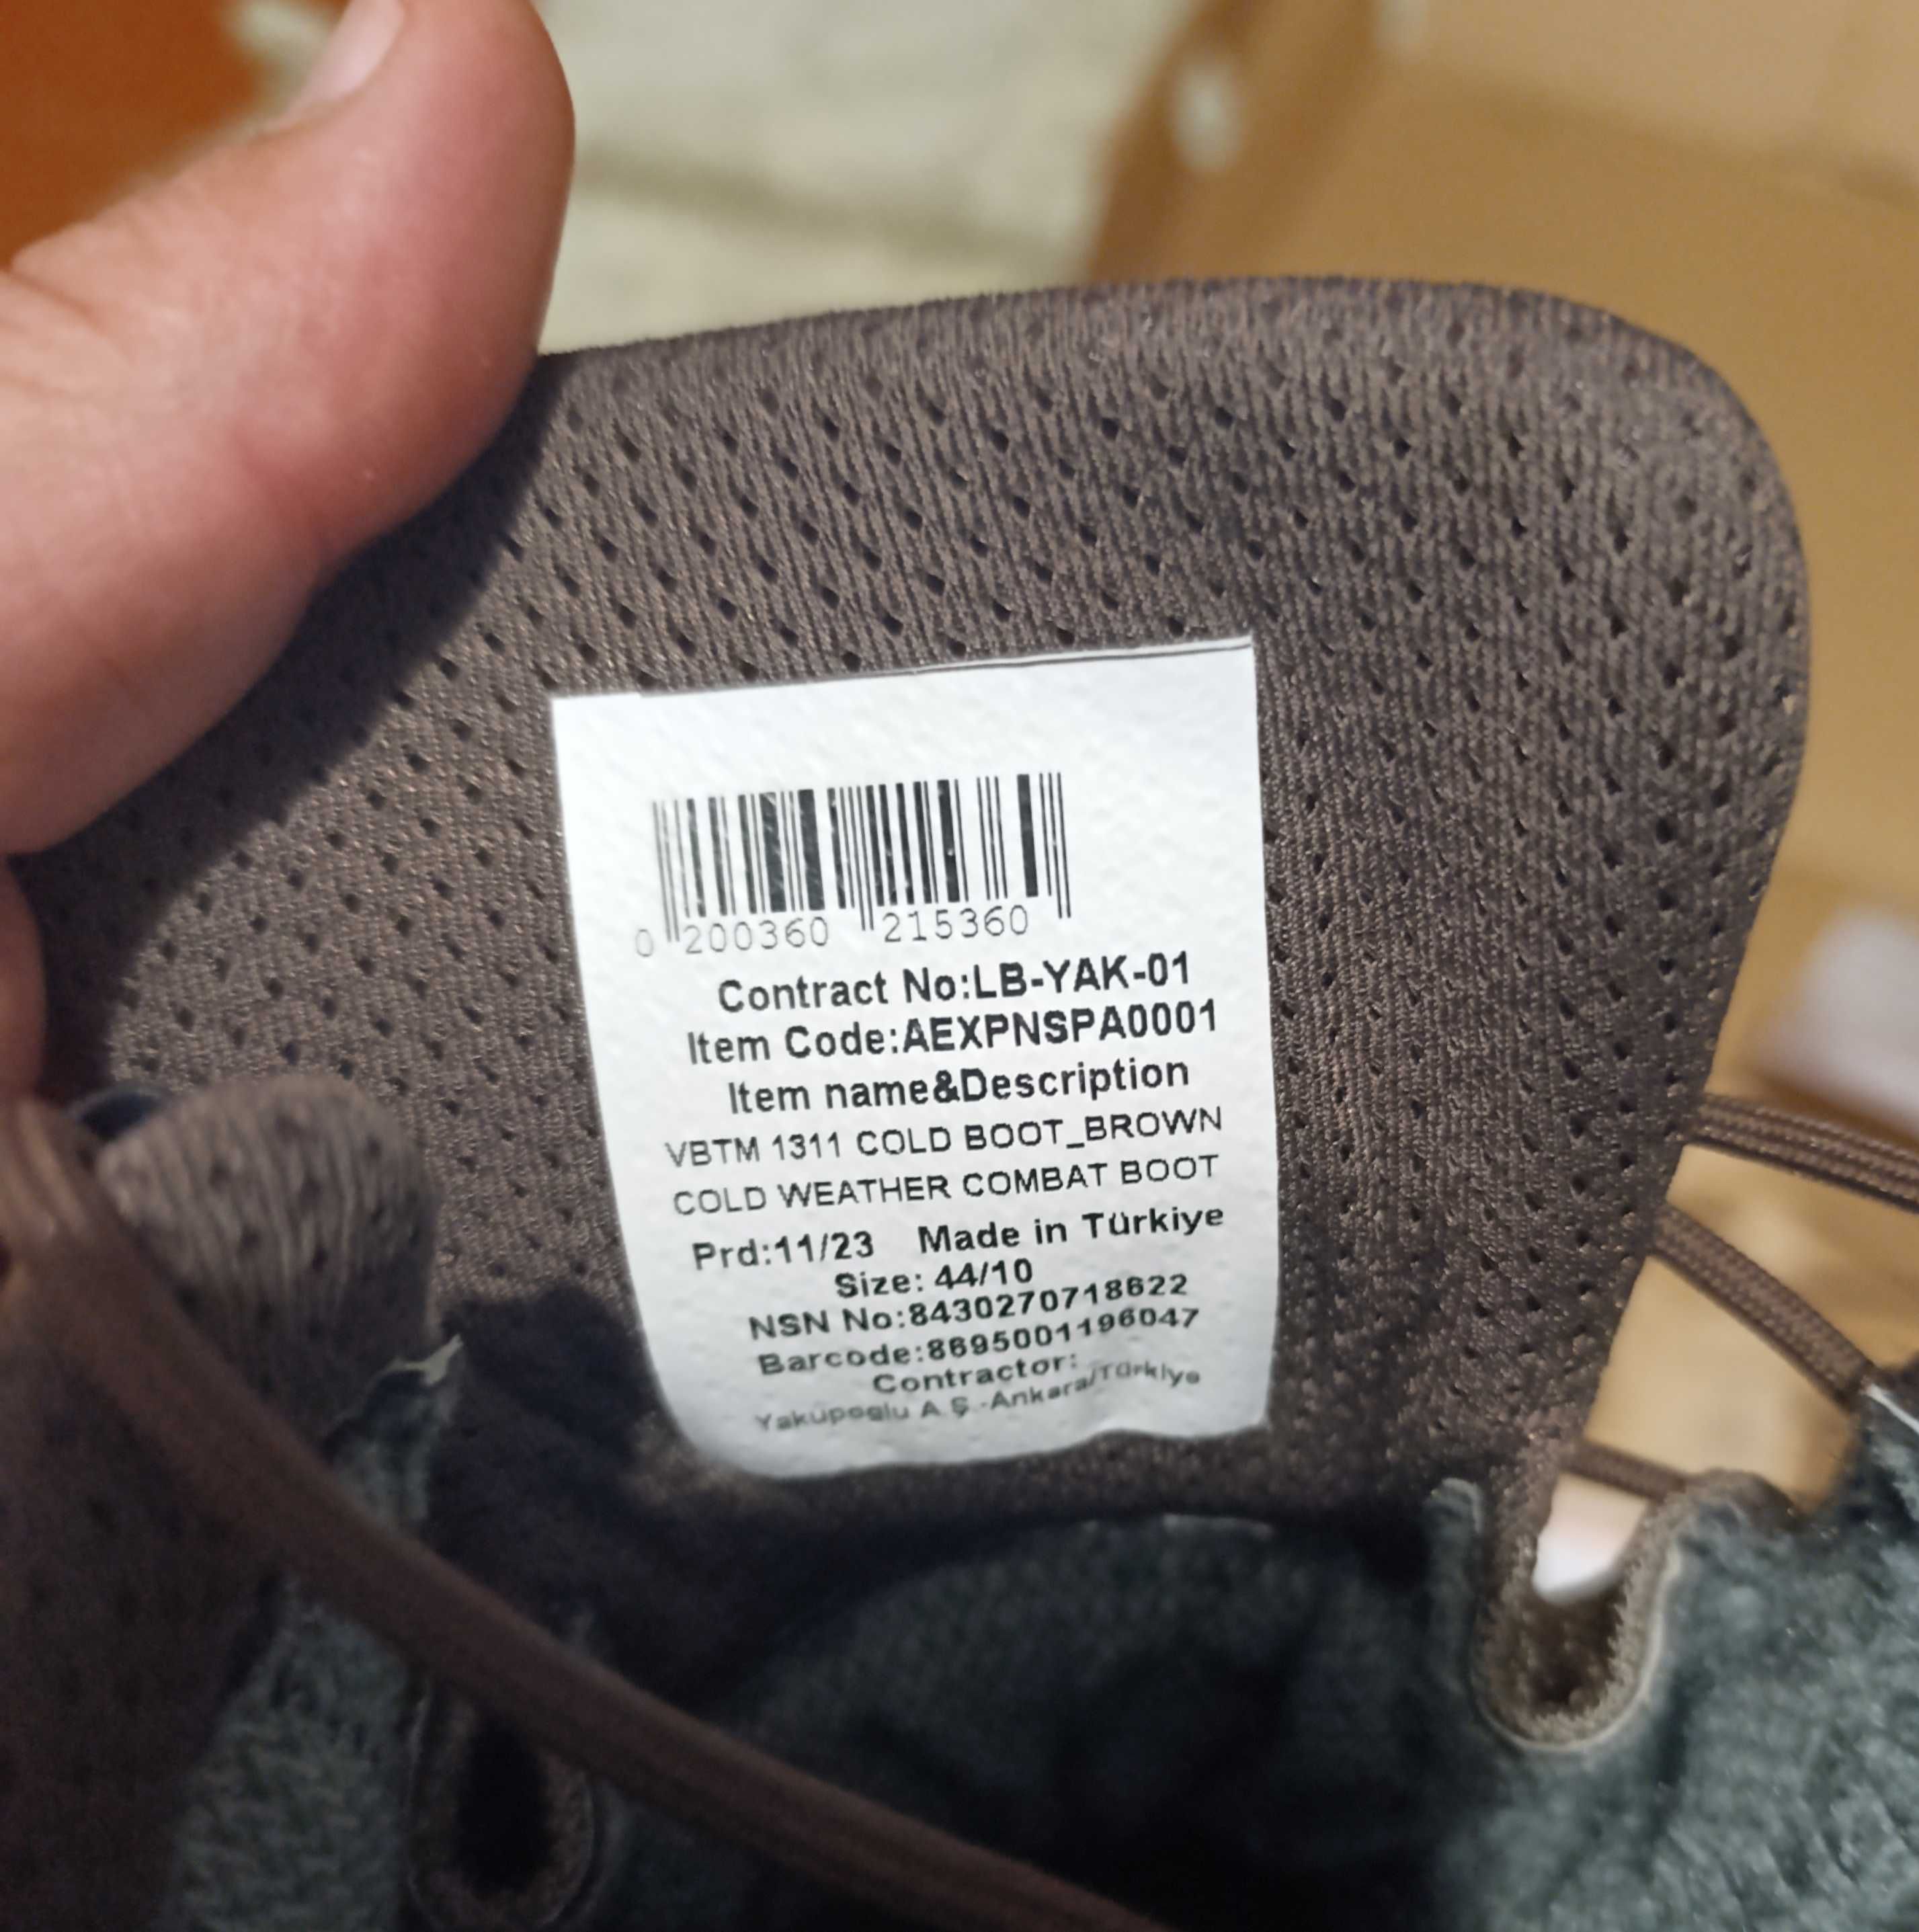 0 200360 215360
Contract No:LB-YAK-01
Item Code:AEXPNSPA0001
Item name&Description
VBTM 1311 COLD BOOT_BROWN
COLD WEATHER COMBAT BOOT
Prd:11/23 Made in Türkiye
Size: 44/10
NSN No:8430270718622
Barcode:8695001196047
Contractor:
Yakupoglu A.Ş.-Ankara/Türkiye